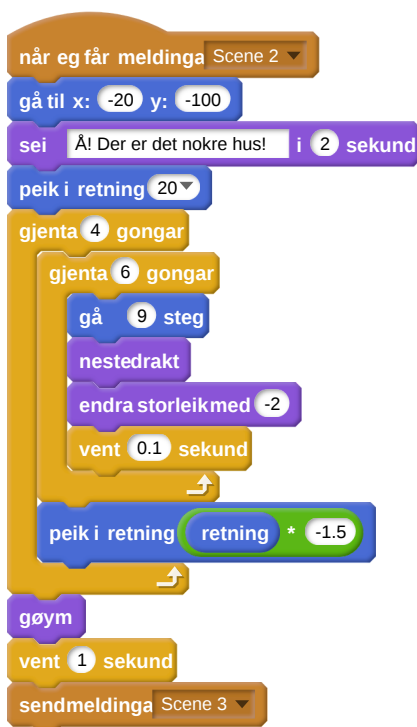 når eg får meldinga Scene 2
gå til x: -20 y: -100
sei Å! Der er det nokre hus! i 2 sekund
peik i retning 20
gjenta 4 gongar
gjenta 6 gongar
gå 9 steg
nestedrakt
endra storleikmed -2
vent 0.1 sekund
peik i retning retning * -1.5
gøym
vent 1 sekund
sendmeldinga Scene 3